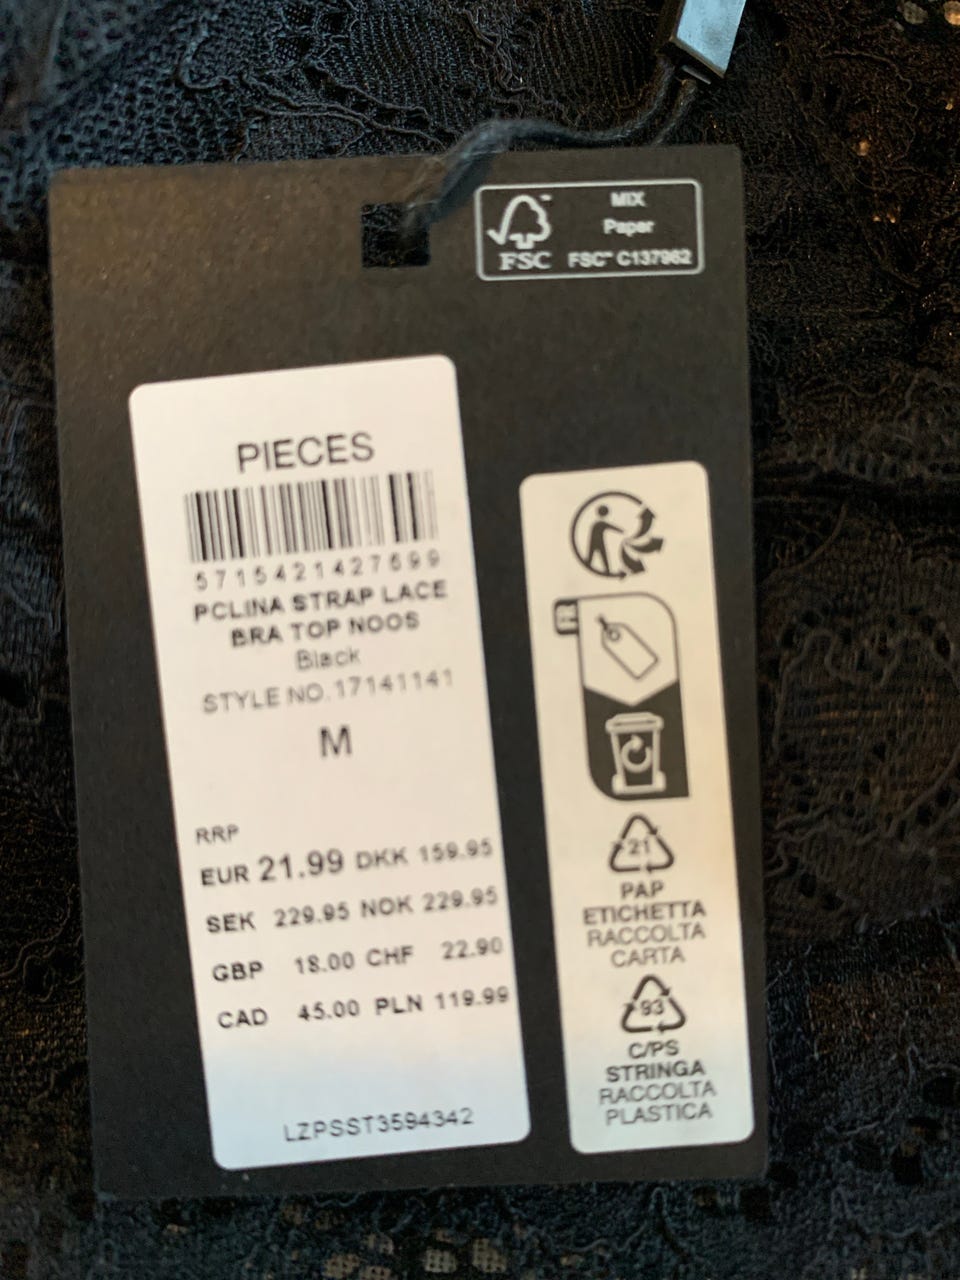 MIX
Paper
FSC™ C137962
FSC
PIECES
5715421427699
PCLINA STRAP LACE
BRA TOP NOOS
Black
STYLE NO.17141141
M
RRP
EUR 21.99 DKK 159.95
SEK 229.95 NOK 229.95
GBP 18.00 CHF 22.90
CAD 45.00 PLN 119.99
LZPSST3594342
FR
21
PAP
ETICHETTA
RACCOLTA
CARTA
93
C/PS
STRINGA
RACCOLTA
PLASTICA